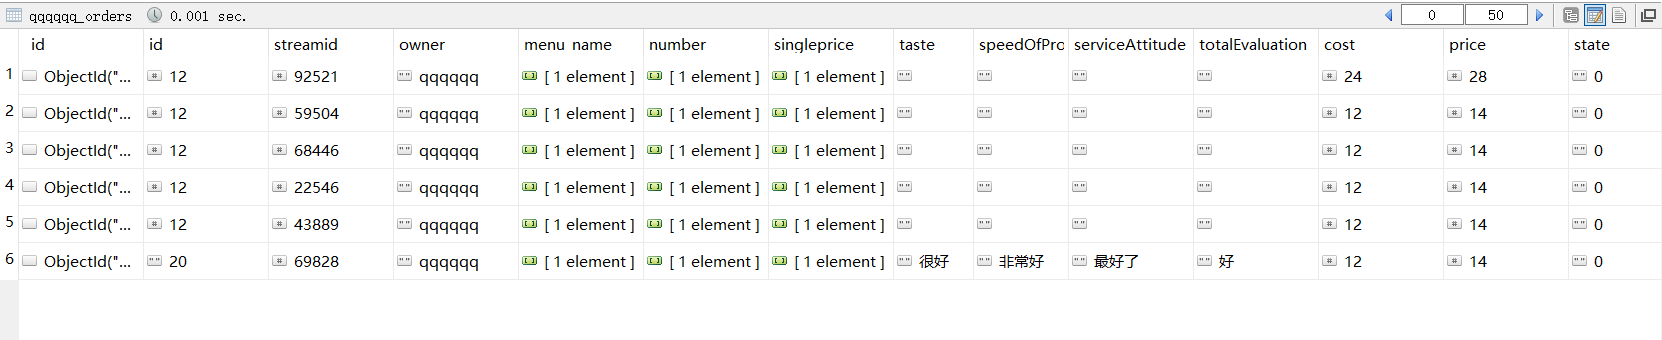 qqqqqq_orders 0.001 sec. 0 50
id id streamid owner menu name number singleprice taste speedOfPro serviceAttitude totalEvaluation cost price state
1 ObjectId("... # 12 # 92521 "" qqqqqq [ 1 element ] [ 1 element ] [ 1 element ] "" "" "" "" # 24 # 28 "" 0
2 ObjectId("... # 12 # 59504 "" qqqqqq [ 1 element ] [ 1 element ] [ 1 element ] "" "" "" "" # 12 # 14 "" 0
3 ObjectId("... # 12 # 68446 "" qqqqqq [ 1 element ] [ 1 element ] [ 1 element ] "" "" "" "" # 12 # 14 "" 0
4 ObjectId("... # 12 # 22546 "" qqqqqq [ 1 element ] [ 1 element ] [ 1 element ] "" "" "" "" # 12 # 14 "" 0
5 ObjectId("... # 12 # 43889 "" qqqqqq [ 1 element ] [ 1 element ] [ 1 element ] "" "" "" "" # 12 # 14 "" 0
6 ObjectId("... "" 20 # 69828 "" qqqqqq [ 1 element ] [ 1 element ] [ 1 element ] "" 很好 "" 非常好 "" 最好了 "" 好 # 12 # 14 "" 0